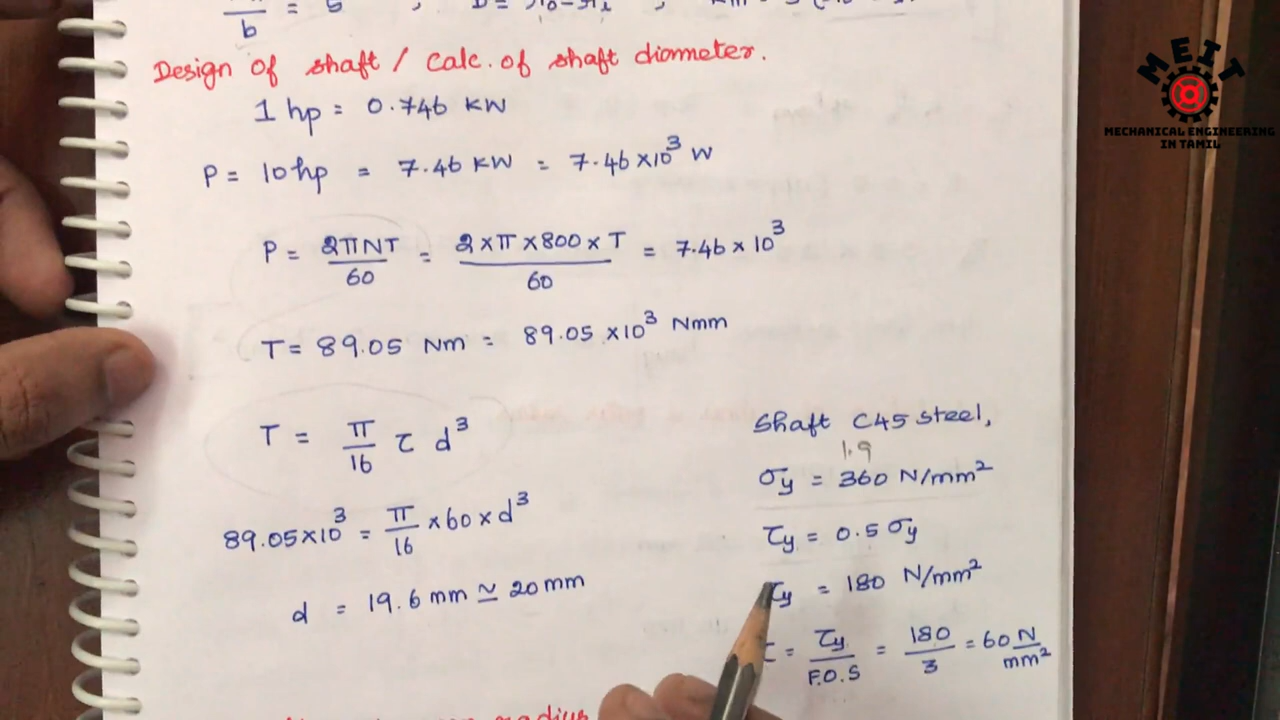 b = 5 ;
Design of shaft / Calc. of shaft diameter.
1 hp = 0.746 KW
P = 10 hp = 7.46 KW = 7.46 × 10³ W
P = 2πNT/60 = 2 × π × 800 × T/60 = 7.46 × 10³
T = 89.05 Nm = 89.05 × 10³ Nmm
T = π/16 τ d³
89.05 × 10³ = π/16 × 60 × d³
d = 19.6 mm ≃ 20 mm
Shaft C45 steel,
1.9
σy = 360 N/mm²
τy = 0.5 σy
τy = 180 N/mm²
τ = τy/F.O.S = 180/3 = 60 N/mm²
radius
MEIT
MECHANICAL ENGINEERING
IN TAMIL